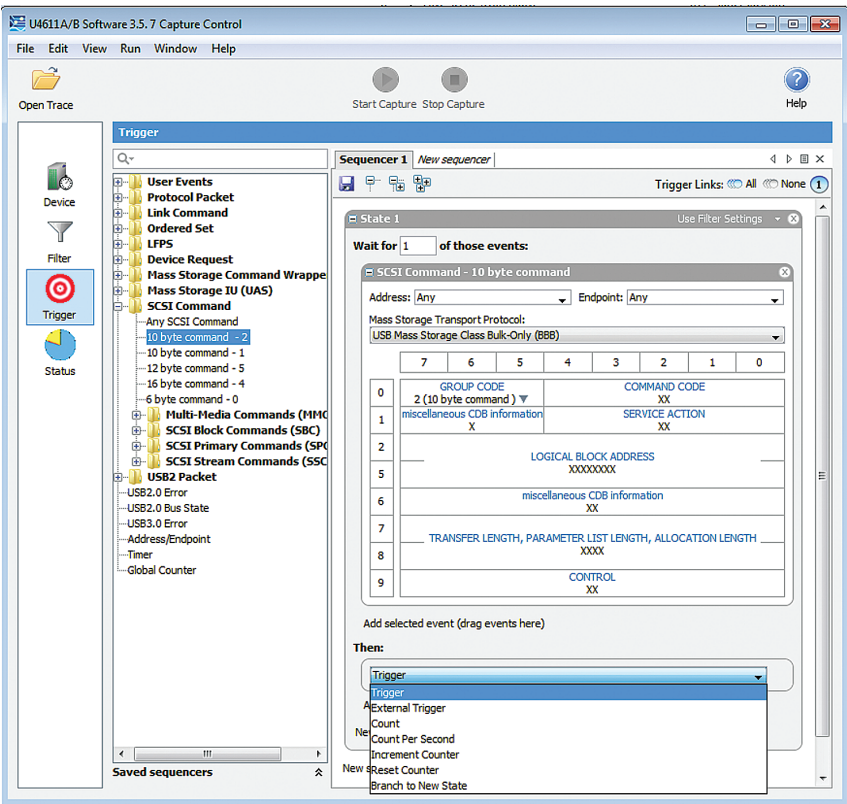 U4611A/B Software 3.5.7 Capture Control
File Edit View Run Window Help
Open Trace
Start Capture Stop Capture
Help
Trigger
Device
Filter
Trigger
Status
User Events
Protocol Packet
Link Command
Ordered Set
LFPS
Device Request
Mass Storage Command Wrappe
Mass Storage IU (UAS)
SCSI Command
Any SCSI Command
10 byte command - 2
10 byte command - 1
12 byte command - 5
16 byte command - 4
6 byte command - 0
Multi-Media Commands (MMC
SCSI Block Commands (SBC)
SCSI Primary Commands (SPC
SCSI Stream Commands (SSC
USB2 Packet
USB2.0 Error
USB2.0 Bus State
USB3.0 Error
Address/Endpoint
Timer
Global Counter
Saved sequencers
Sequencer 1 New sequencer
Trigger Links: All None 1
State 1 Use Filter Settings
Wait for 1 of those events:
SCSI Command - 10 byte command
Address: Any Endpoint: Any
Mass Storage Transport Protocol:
USB Mass Storage Class Bulk-Only (BBB)
7 6 5 4 3 2 1 0
0 GROUP CODE COMMAND CODE
2 (10 byte command ) XX
1 miscellaneous CDB information SERVICE ACTION
X XX
2
LOGICAL BLOCK ADDRESS
XXXXXXXX
5
6 miscellaneous CDB information
XX
7
TRANSFER LENGTH, PARAMETER LIST LENGTH, ALLOCATION LENGTH
XXXX
8
9 CONTROL
XX
Add selected event (drag events here)
Then:
Trigger
Trigger
External Trigger
Count
Count Per Second
Increment Counter
Reset Counter
Branch to New State
A
Ne
New s